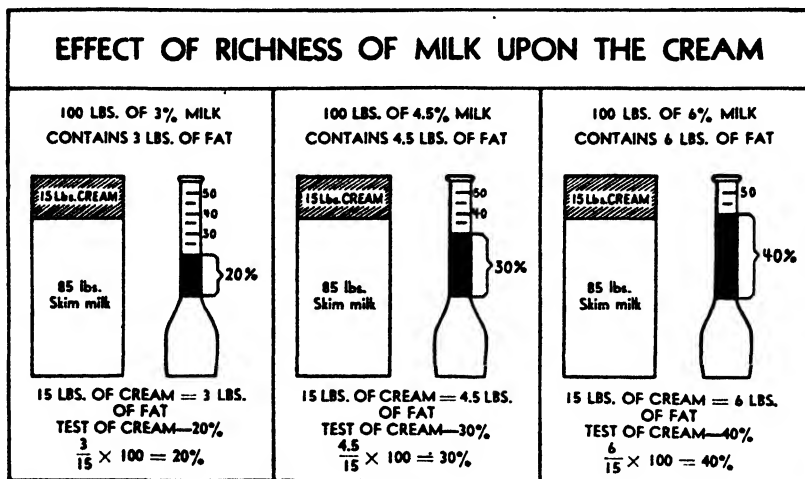 EFFECT OF RICHNESS OF MILK UPON THE CREAM
100 LBS. OF 3% MILK
CONTAINS 3 LBS. OF FAT
15 Lbs. CREAM
85 lbs.
Skim milk
50
40
30
20%
15 LBS. OF CREAM = 3 LBS.
OF FAT
TEST OF CREAM—20%
3/15 × 100 = 20%
100 LBS. OF 4.5% MILK
CONTAINS 4.5 LBS. OF FAT
15 Lbs. CREAM
85 lbs.
Skim milk
50
40
30%
15 LBS. OF CREAM = 4.5 LBS.
OF FAT
TEST OF CREAM—30%
4.5/15 × 100 = 30%
100 LBS. OF 6% MILK
CONTAINS 6 LBS. OF FAT
15 Lbs. CREAM
85 lbs.
Skim milk
50
40%
15 LBS. OF CREAM = 6 LBS.
OF FAT
TEST OF CREAM—40%
6/15 × 100 = 40%